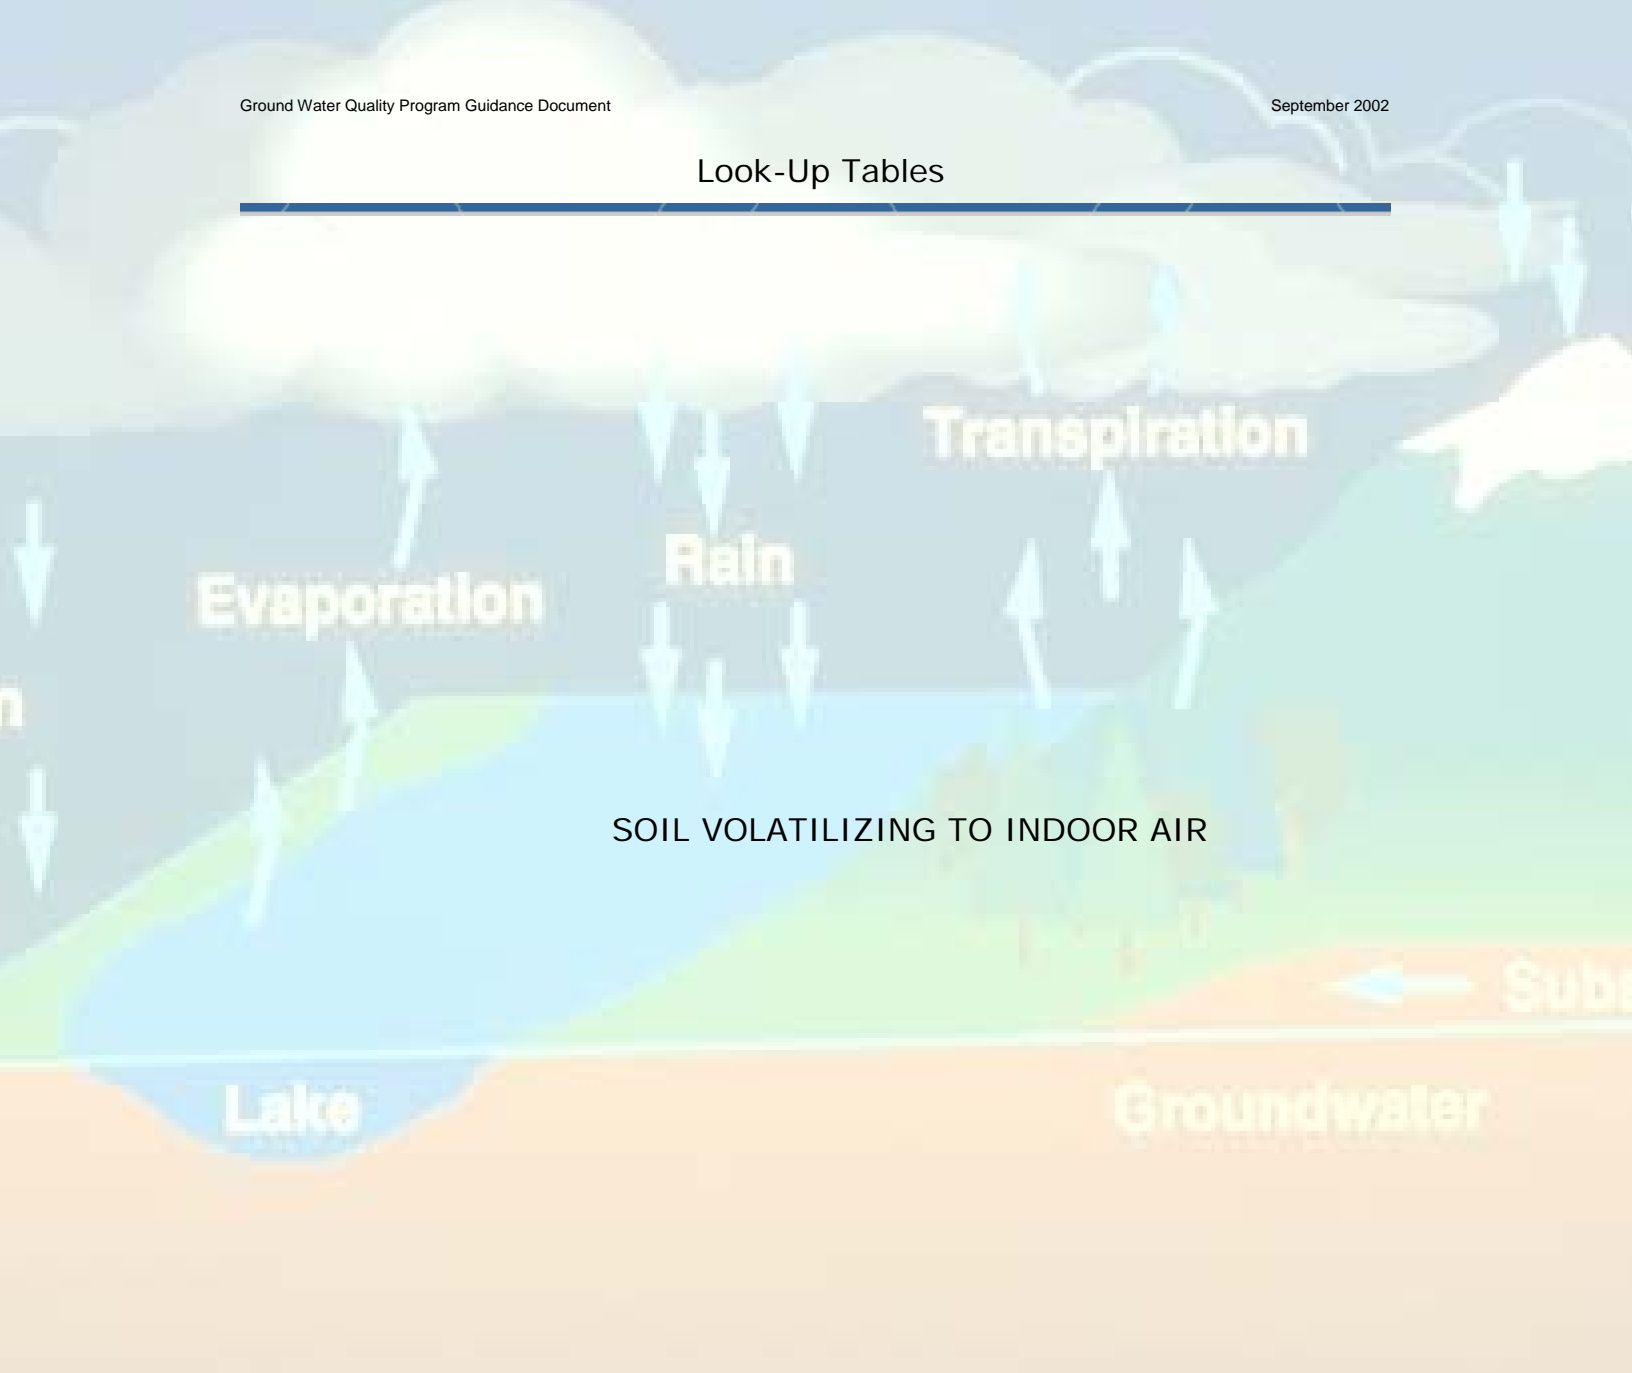 Ground Water Quality Program Guidance Document September 2002
Look-Up Tables
Transpiration
Rain
Evaporation
n
SOIL VOLATILIZING TO INDOOR AIR
Subs
Lake
Groundwater